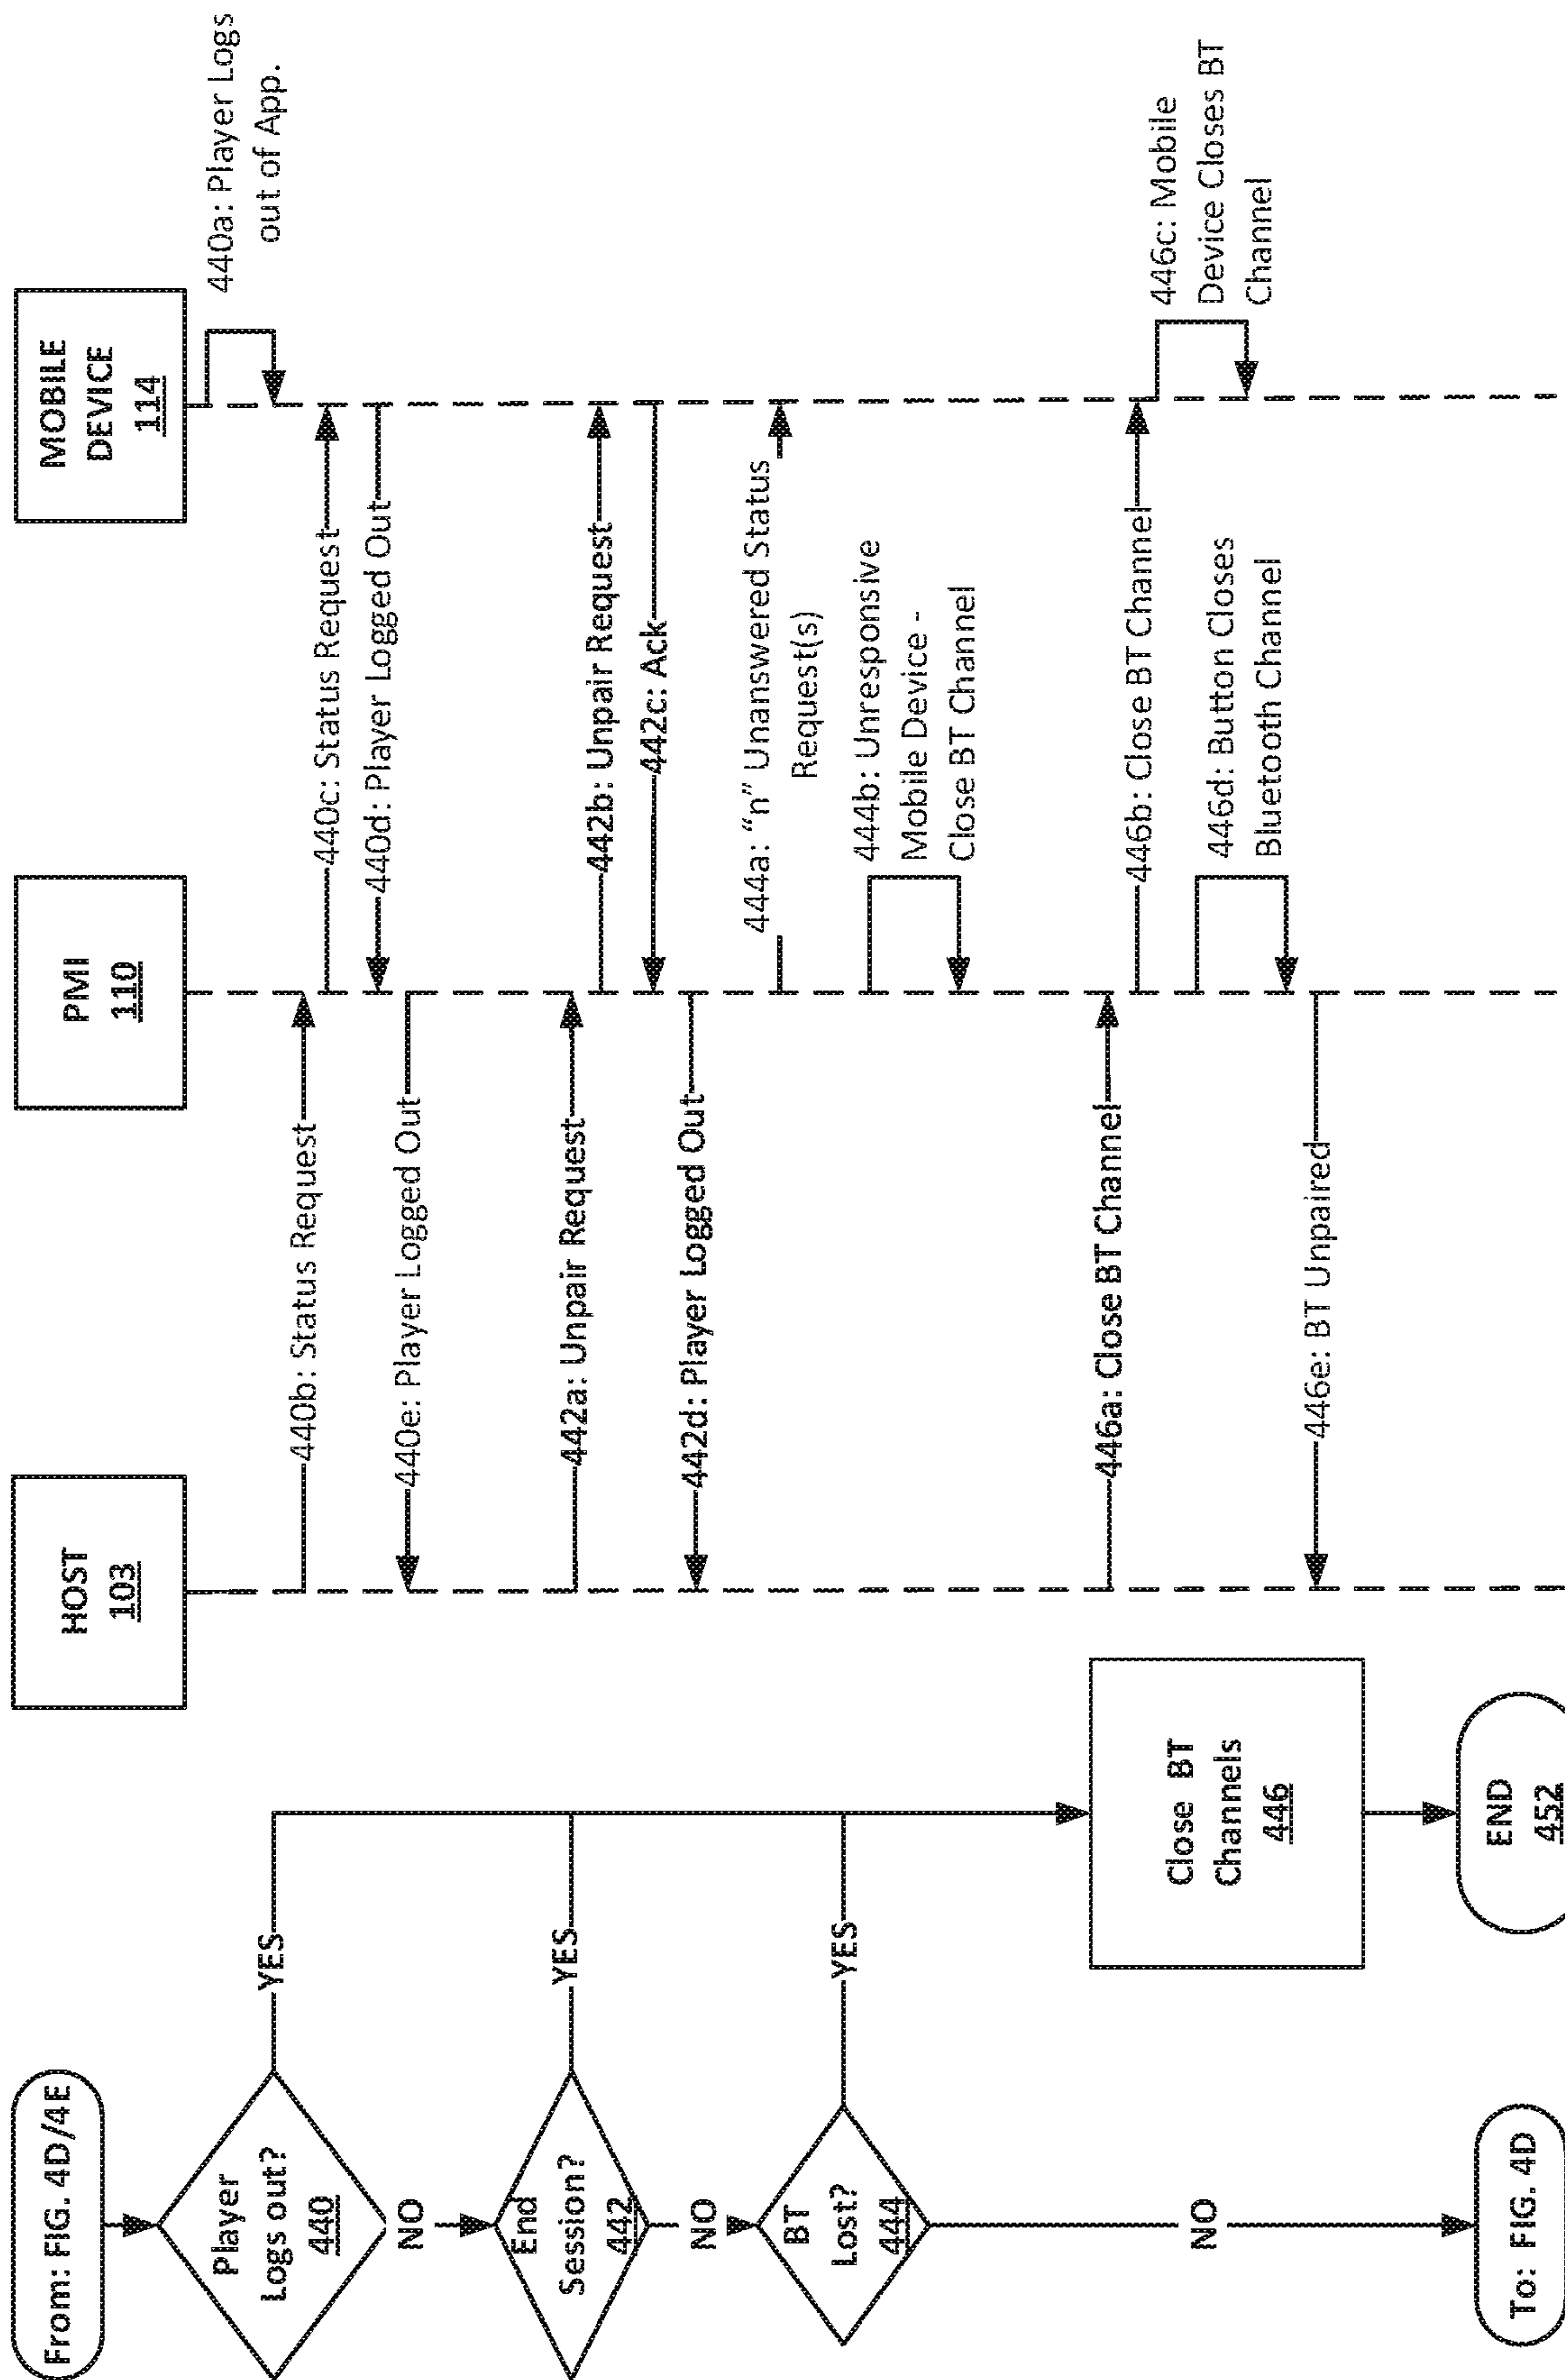 From: FIG. 4D/4E
Player
Logs out?
440
YES
NO
End
Session?
442
YES
NO
BT
Lost?
444
YES
NO
To: FIG. 4D
Close BT
Channels
446
END
452
HOST
103
PMI
110
MOBILE
DEVICE
114
440a: Player Logs
out of App.
440b: Status Request
440c: Status Request
440d: Player Logged Out
440e: Player Logged Out
442a: Unpair Request
442b: Unpair Request
442c: Ack
442d: Player Logged Out
444a: "n" Unanswered Status
Request(s)
444b: Unresponsive
Mobile Device -
Close BT Channel
446a: Close BT Channel
446b: Close BT Channel
446c: Mobile
Device Closes BT
Channel
446d: Button Closes
Bluetooth Channel
446e: BT Unpaired